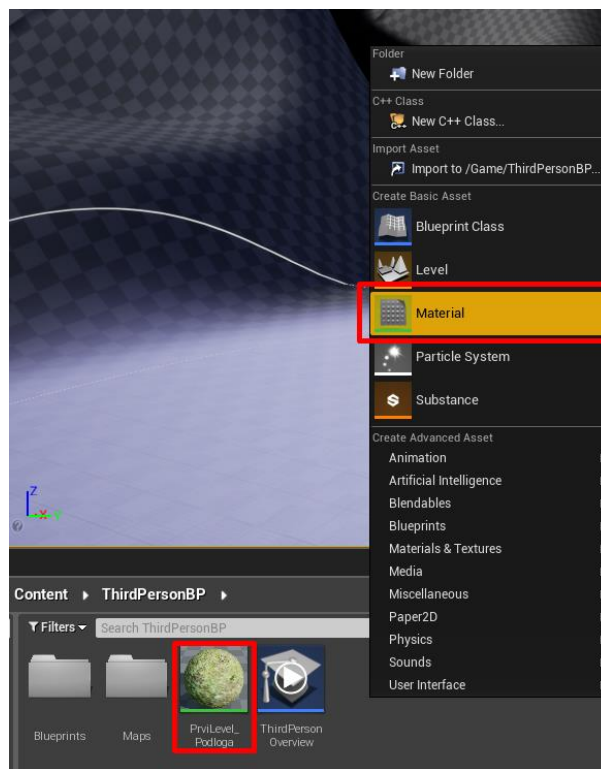 Folder
New Folder
C++ Class
New C++ Class...
Import Asset
Import to /Game/ThirdPersonBP...
Create Basic Asset
Blueprint Class
Level
Material
Particle System
Substance
Create Advanced Asset
Animation
Artificial Intelligence
Blendables
Blueprints
Materials & Textures
Media
Miscellaneous
Paper2D
Physics
Sounds
User Interface
Z
X
Y
Content
ThirdPersonBP
Filters
Search ThirdPersonBP
Blueprints
Maps
PrviLevel_
Podloga
ThirdPerson
Overview